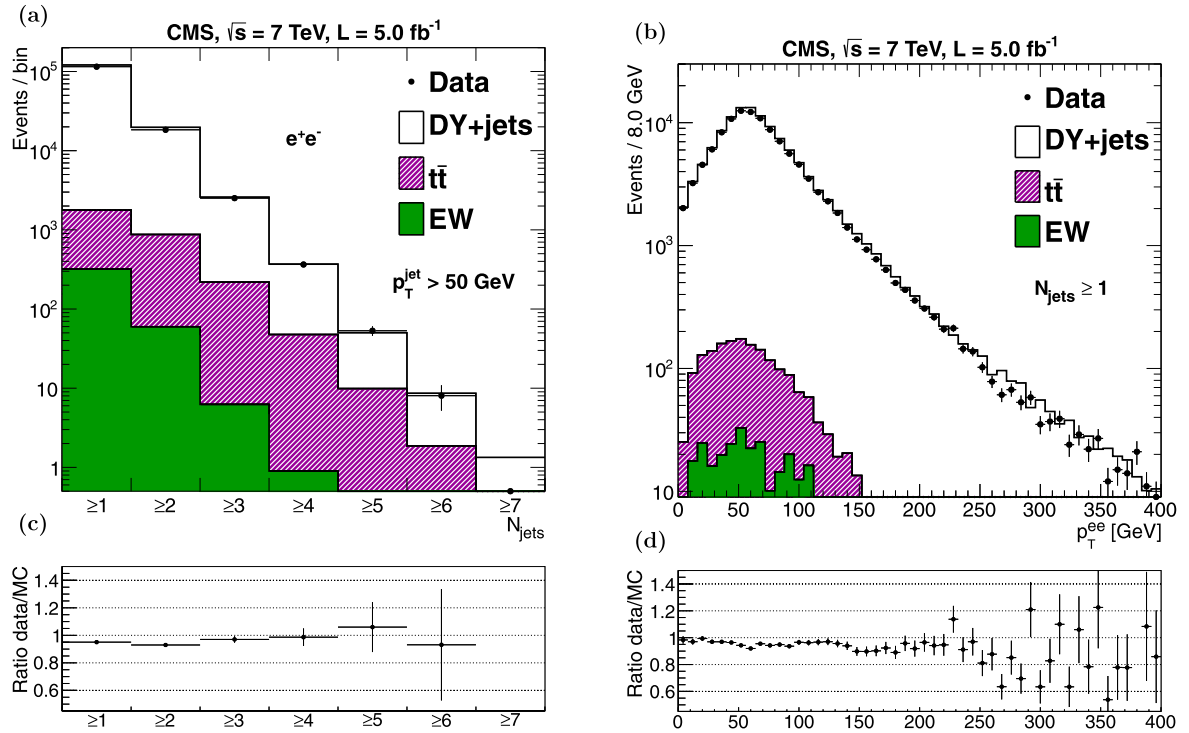 (a)
CMS, √s = 7 TeV, L = 5.0 fb⁻¹
Events / bin
10⁵
10⁴
10³
10²
10
1
e⁺e⁻
Data
DY+jets
tt̄
EW
p_T^jet > 50 GeV
≥1 ≥2 ≥3 ≥4 ≥5 ≥6 ≥7
N_jets
(b)
CMS, √s = 7 TeV, L = 5.0 fb⁻¹
Events / 8.0 GeV
10⁴
10³
10²
10
Data
DY+jets
tt̄
EW
N_jets ≥ 1
0 50 100 150 200 250 300 350 400
p_T^ee [GeV]
(c)
Ratio data/MC
1.4
1.2
1
0.8
0.6
≥1 ≥2 ≥3 ≥4 ≥5 ≥6 ≥7
(d)
Ratio data/MC
1.4
1.2
1
0.8
0.6
0 50 100 150 200 250 300 350 400